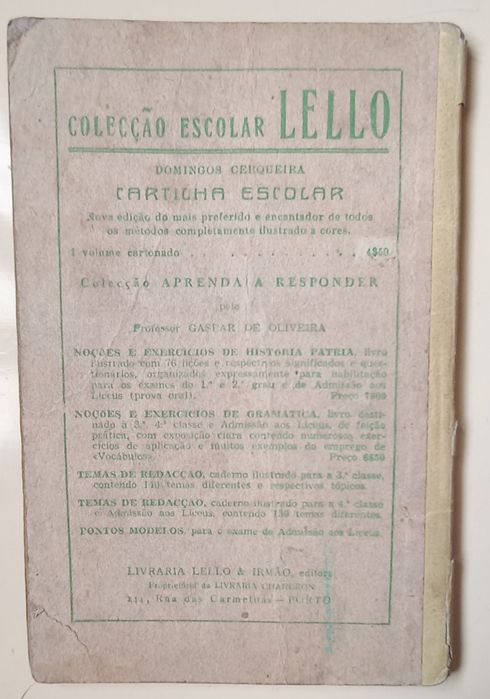 COLECÇÃO ESCOLAR LELLO
DOMINGOS CERQUEIRA
CARTILHA ESCOLAR
Nova edição do mais preferido e encantador de todos
os métodos completamente ilustrado a cores.
1 volume cartonado
Colecção APRENDA A RESPONDER
pelo
Professor GASPAR DE OLIVEIRA
NOÇÕES E EXERCÍCIOS DE HISTÓRIA PÁTRIA, livro
ilustrado com 76 lições e respectivos significados e ques-
tionários, organizados expressamente para habilitação
para os exames do 1.º e 2.º grau e de Admissão aos
Liceus (prova oral). Preço
NOÇÕES E EXERCÍCIOS DE GRAMÁTICA, livro desti-
nado à 3.ª, 4.ª classe e Admissão aos Liceus, de feição
prática, com exposição clara contendo numerosos exer-
cícios de aplicação e muitos exemplos do emprego de
«Vocábulos». Preço
TEMAS DE REDACÇÃO, caderno ilustrado para a 3.ª classe,
contendo 140 temas diferentes e respectivos tópicos.
TEMAS DE REDACÇÃO, caderno ilustrado para a 4.ª classe
e Admissão aos Liceus, contendo 136 temas diferentes.
PONTOS MODELOS, para o exame de Admissão aos Liceus.
LIVRARIA LELLO & IRMÃO, editora
Proprietária da LIVRARIA CHARDRON
144, Rua das Carmelitas — PORTO